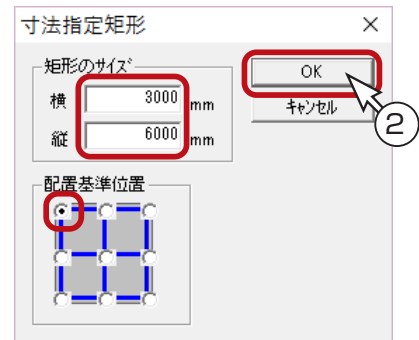 寸法指定矩形
矩形のサイズ
横 3000 mm
縦 6000 mm
OK
キャンセル
2
配置基準位置